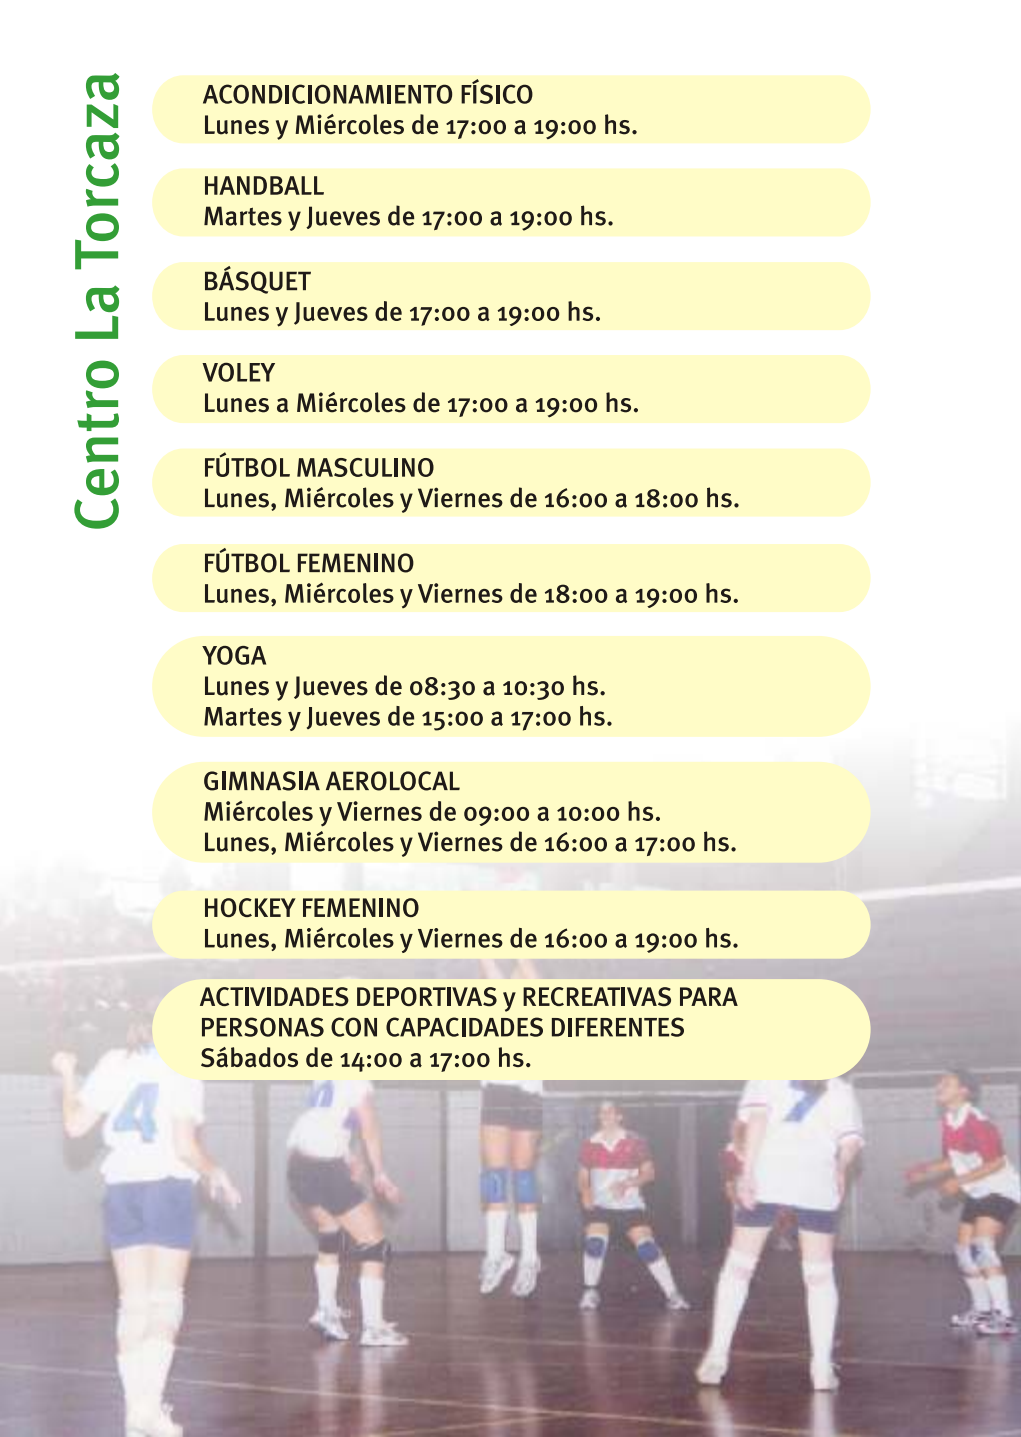 Centro La Torcaza
ACONDICIONAMIENTO FÍSICO
Lunes y Miércoles de 17:00 a 19:00 hs.
HANDBALL
Martes y Jueves de 17:00 a 19:00 hs.
BÁSQUET
Lunes y Jueves de 17:00 a 19:00 hs.
VOLEY
Lunes a Miércoles de 17:00 a 19:00 hs.
FÚTBOL MASCULINO
Lunes, Miércoles y Viernes de 16:00 a 18:00 hs.
FÚTBOL FEMENINO
Lunes, Miércoles y Viernes de 18:00 a 19:00 hs.
YOGA
Lunes y Jueves de 08:30 a 10:30 hs.
Martes y Jueves de 15:00 a 17:00 hs.
GIMNASIA AEROLOCAL
Miércoles y Viernes de 09:00 a 10:00 hs.
Lunes, Miércoles y Viernes de 16:00 a 17:00 hs.
HOCKEY FEMENINO
Lunes, Miércoles y Viernes de 16:00 a 19:00 hs.
ACTIVIDADES DEPORTIVAS y RECREATIVAS PARA
PERSONAS CON CAPACIDADES DIFERENTES
Sábados de 14:00 a 17:00 hs.
4
7